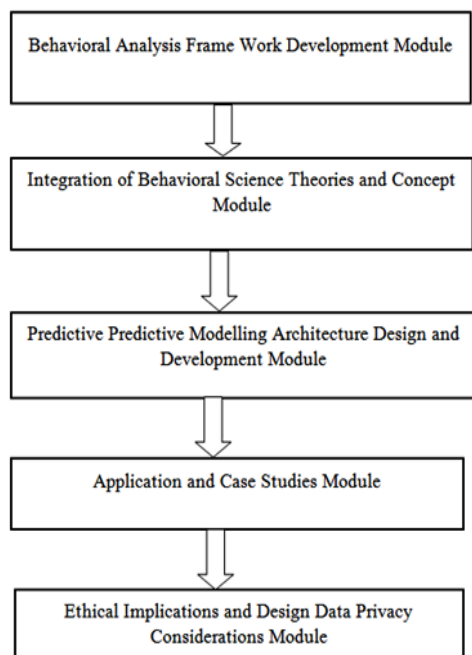 Behavioral Analysis Frame Work Development Module
Integration of Behavioral Science Theories and Concept
Module
Predictive Predictive Modelling Architecture Design and
Development Module
Application and Case Studies Module
Ethical Implications and Design Data Privacy
Considerations Module